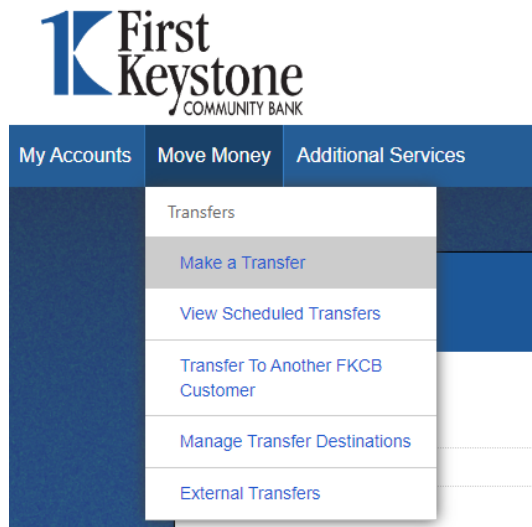 1K First
Keystone
COMMUNITY BANK
My Accounts Move Money Additional Services
Transfers
Make a Transfer
View Scheduled Transfers
Transfer To Another FKCB
Customer
Manage Transfer Destinations
External Transfers